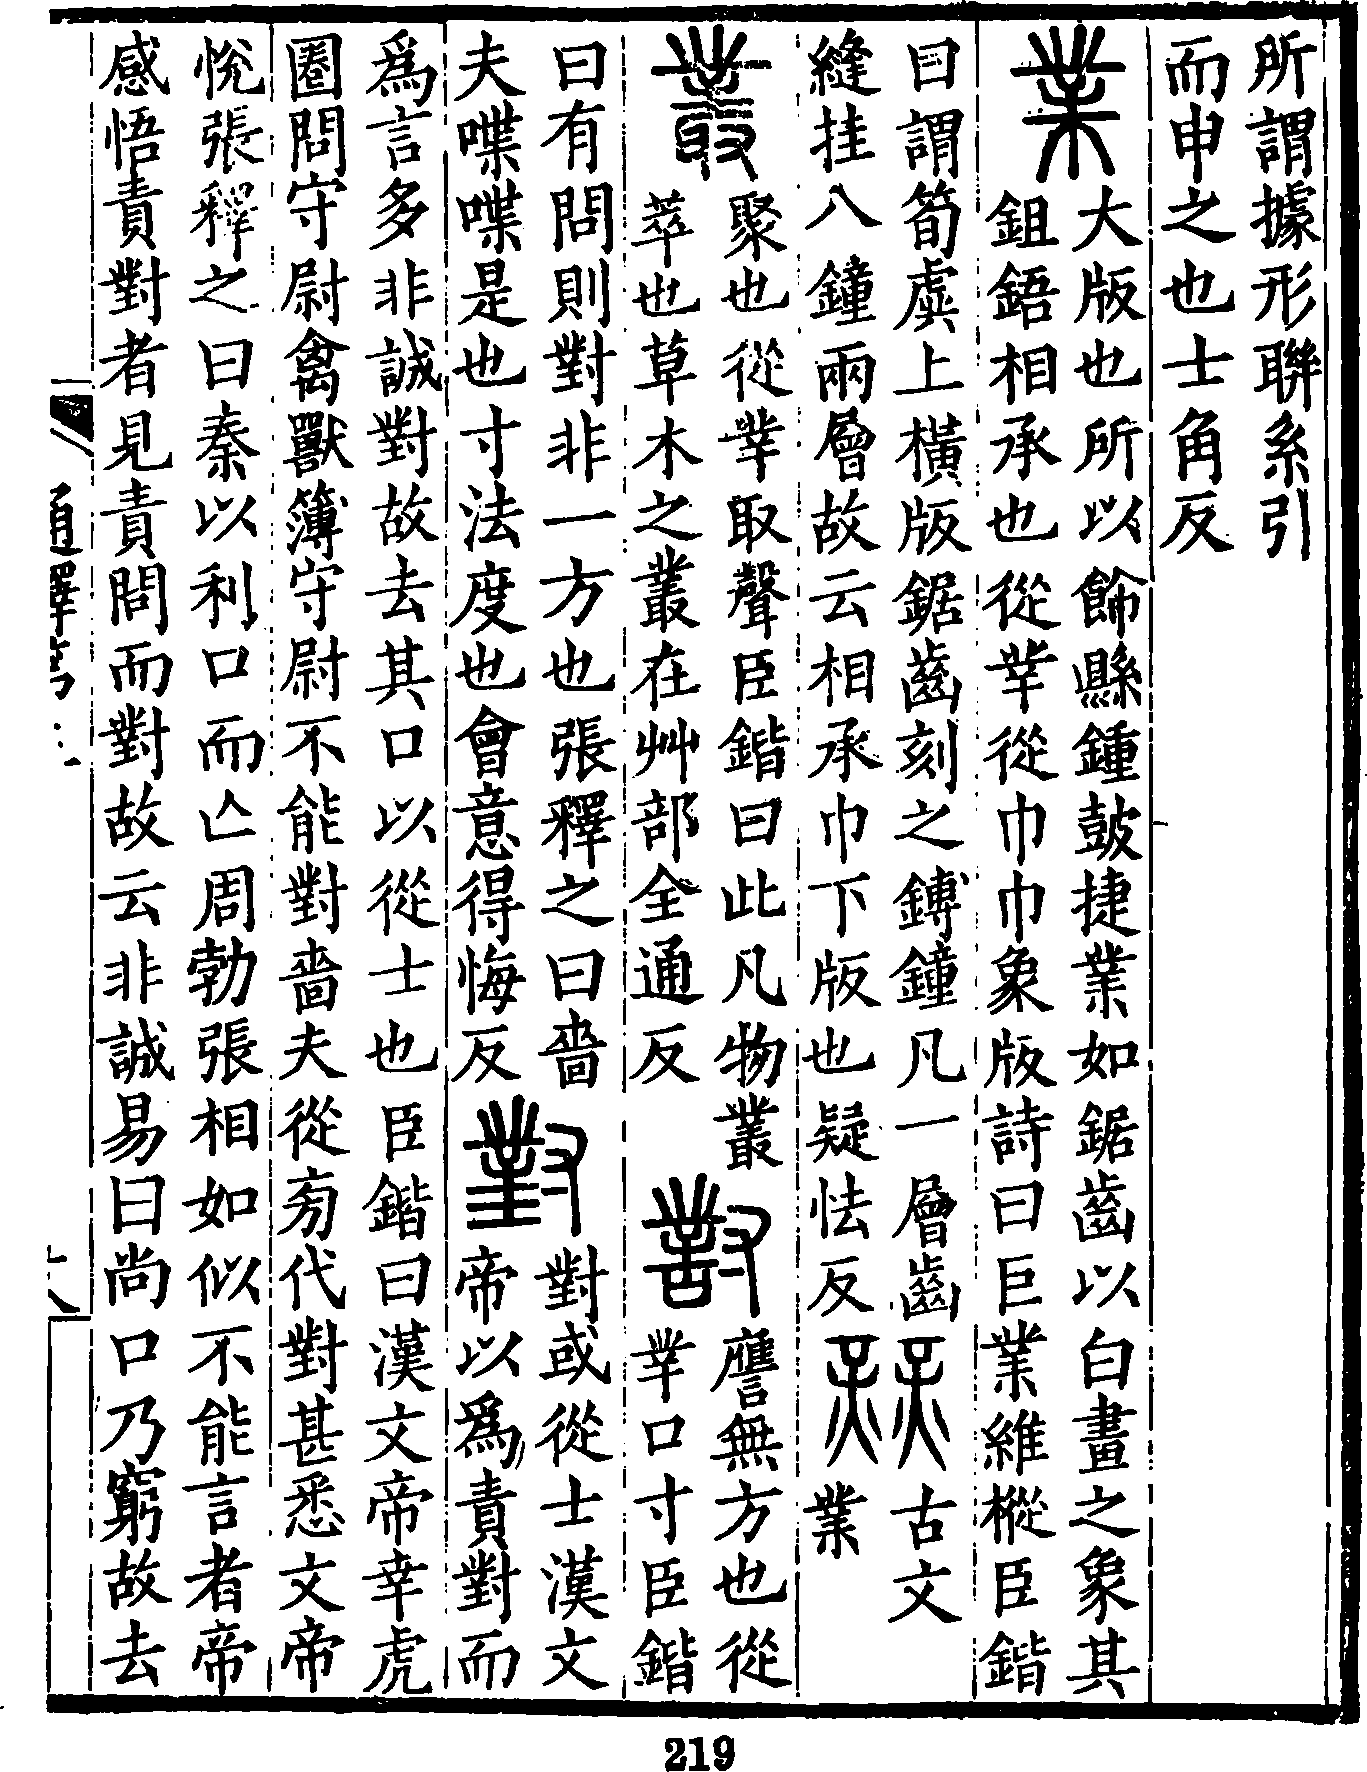 所謂據形聯系引
而申之也士角反
業大版也所以飾縣鍾鼓捷業如鋸齒以白畫之象其
鉏鋙相承也從丵從巾巾象版詩曰巨業維樅臣鍇
曰謂筍虡上橫版鋸齒刻之鎛鐘凡一層齒𤑽古文
縫挂八鐘兩層故云相承巾下版也疑怯反業
叢聚也從丵取聲臣鍇曰此凡物叢
萃也草木之叢在艸部全通反
𡭊譍無方也從
丵口寸臣鍇
曰有問則對非一方也張釋之曰嗇
夫喋喋是也寸法度也會意得悔反
對對或從士漢文
帝以爲責對而
爲言多非誠對故去其口以從士也臣鍇曰漢文帝幸虎
圈問守尉禽獸簿守尉不能對嗇夫從旁代對甚悉文帝
悅張釋之曰秦以利口而亾周勃張相如似不能言者帝
感悟責對者見責問而對故云非誠易曰尚口乃窮故去
通釋
219